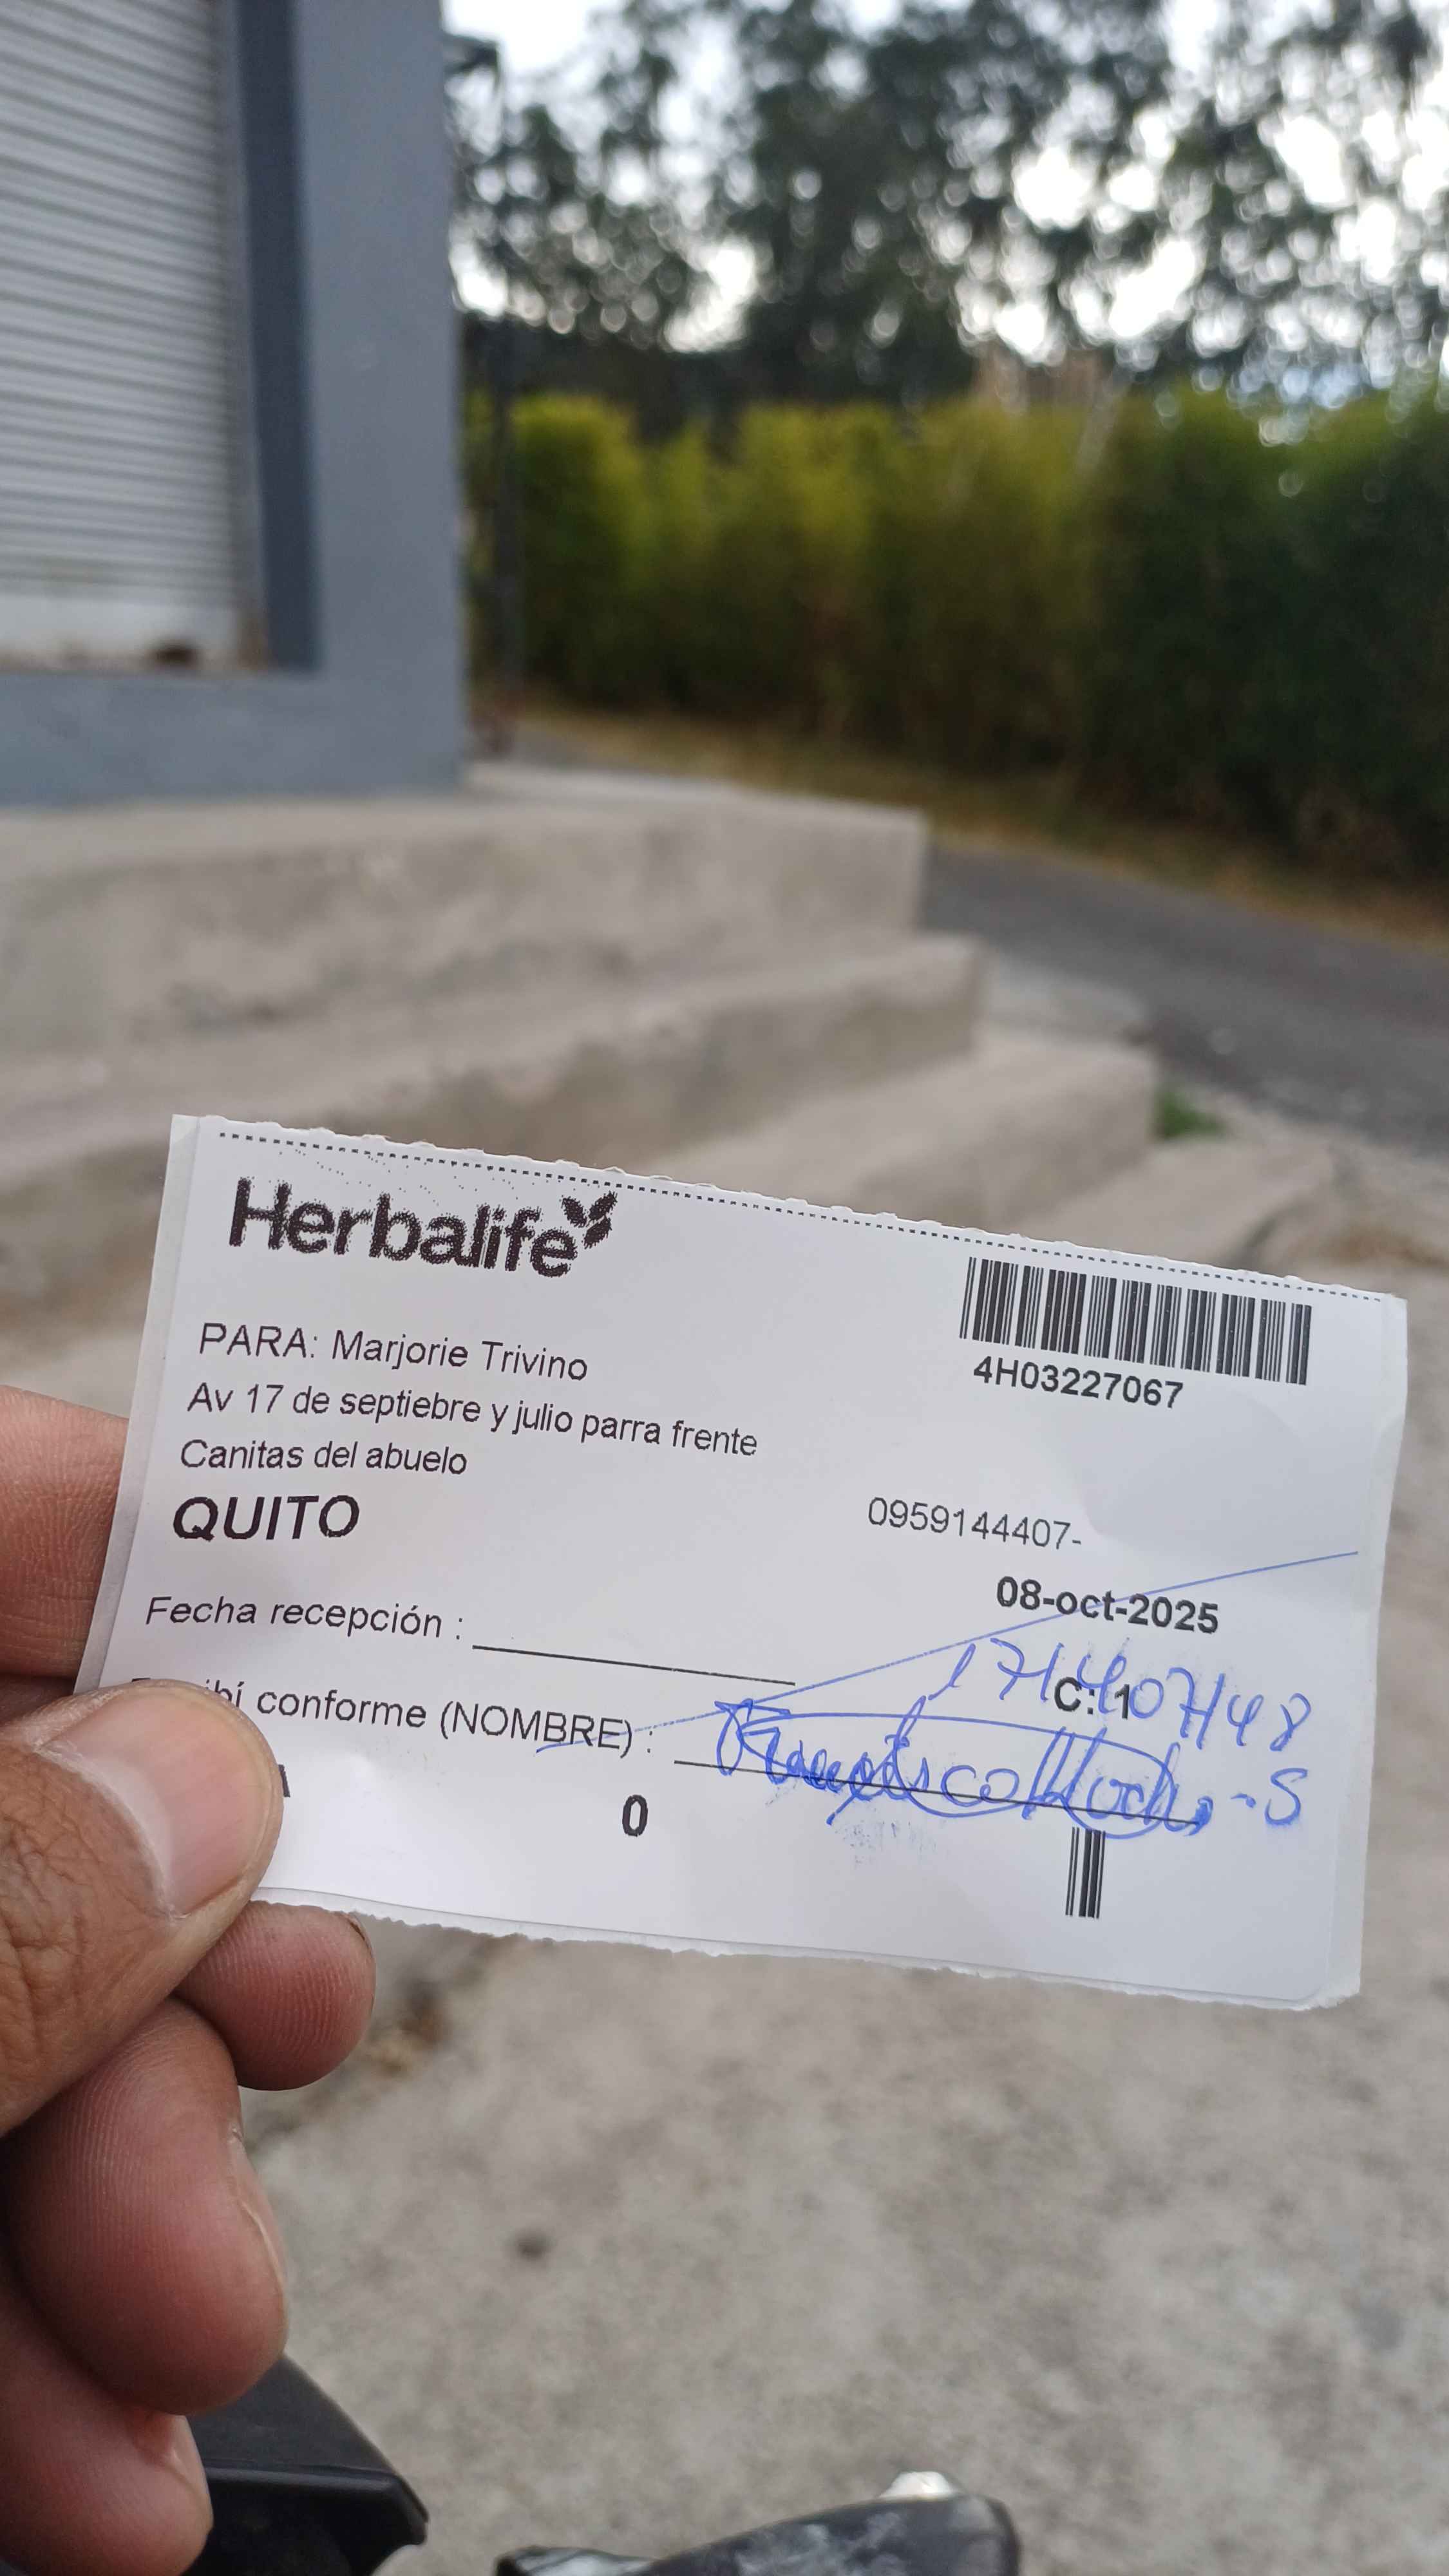 Herbalife
4H03227067
PARA: Marjorie Trivino
Av 17 de septiebre y julio parra frente
Canitas del abuelo
QUITO
0959144407-
08-oct-2025
Fecha recepción :
C: 1
conforme (NOMBRE) :
0